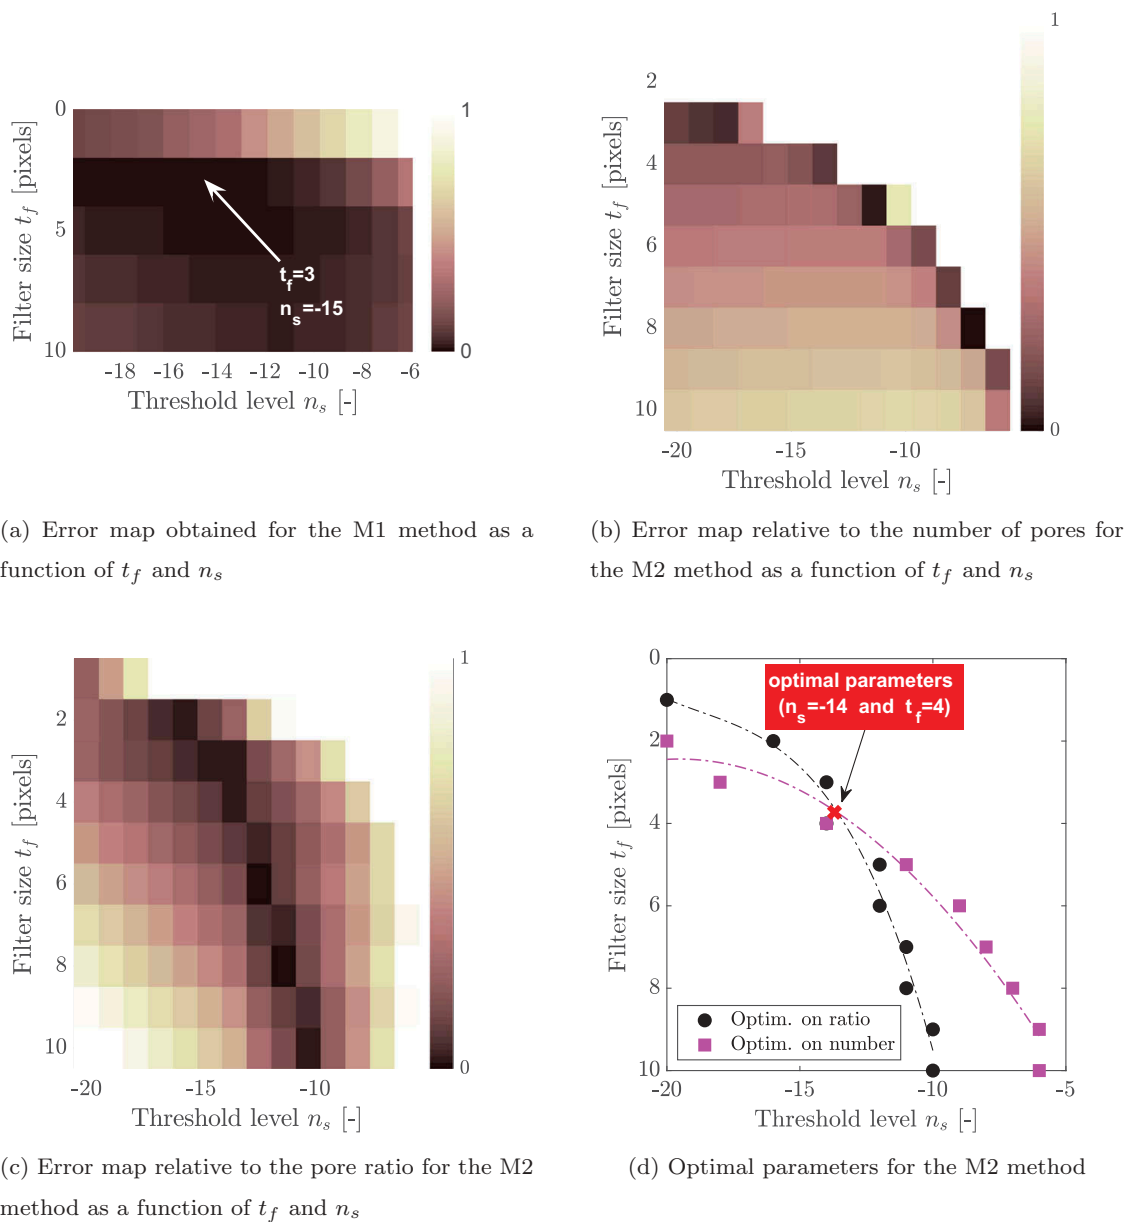 0
5
10
Filter size t_f [pixels]
t_f=3
n_s=-15
1
0
-18 -16 -14 -12 -10 -8 -6
Threshold level n_s [-]
2
4
6
8
10
Filter size t_f [pixels]
1
0
-20 -15 -10
Threshold level n_s [-]
(a) Error map obtained for the M1 method as a
function of t_f and n_s
(b) Error map relative to the number of pores for
the M2 method as a function of t_f and n_s
2
4
6
8
10
Filter size t_f [pixels]
1
0
-20 -15 -10
Threshold level n_s [-]
0
2
4
6
8
10
Filter size t_f [pixels]
optimal parameters
(n_s=-14 and t_f=4)
Optim. on ratio
Optim. on number
-20 -15 -10 -5
Threshold level n_s [-]
(c) Error map relative to the pore ratio for the M2
method as a function of t_f and n_s
(d) Optimal parameters for the M2 method